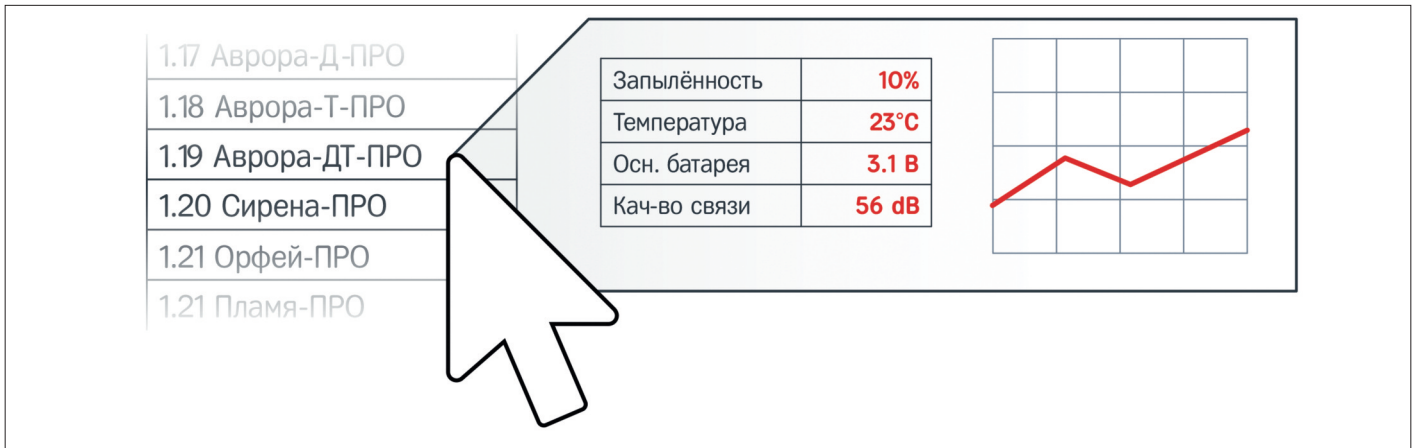 1.17 Аврора-Д-ПРО
1.18 Аврора-Т-ПРО
1.19 Аврора-ДТ-ПРО
1.20 Сирена-ПРО
1.21 Орфей-ПРО
1.21 Пламя-ПРО
Запылённость 10%
Температура 23°C
Осн. батарея 3.1 В
Кач-во связи 56 dB